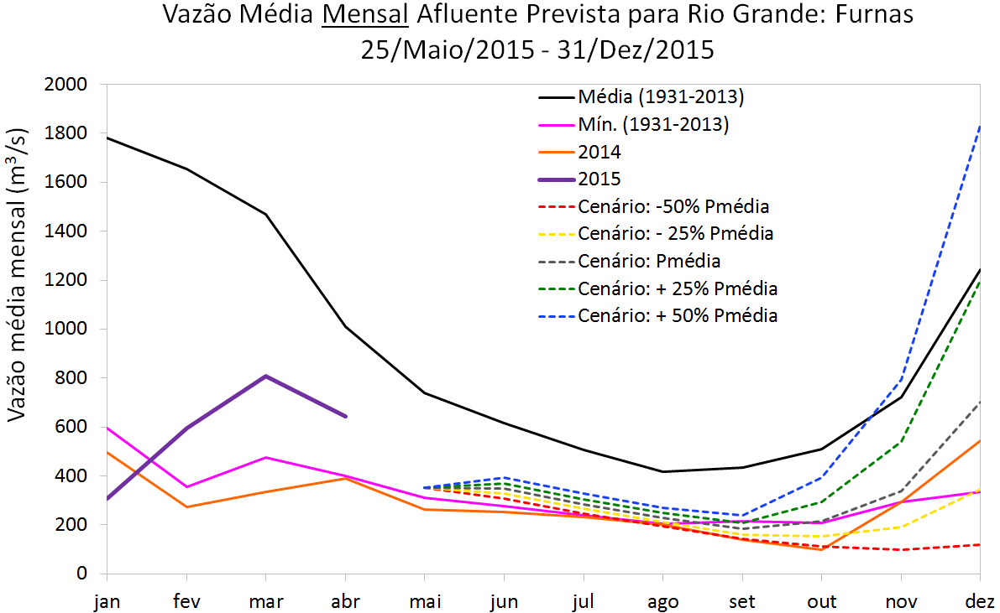 Vazão Média Mensal Afluente Prevista para Rio Grande: Furnas
25/Maio/2015 - 31/Dez/2015
Vazão média mensal (m³/s)
2000
1800
1600
1400
1200
1000
800
600
400
200
0
Média (1931-2013)
Mín. (1931-2013)
2014
2015
Cenário: -50% Pmédia
Cenário: - 25% Pmédia
Cenário: Pmédia
Cenário: + 25% Pmédia
Cenário: + 50% Pmédia
jan fev mar abr mai jun jul ago set out nov dez